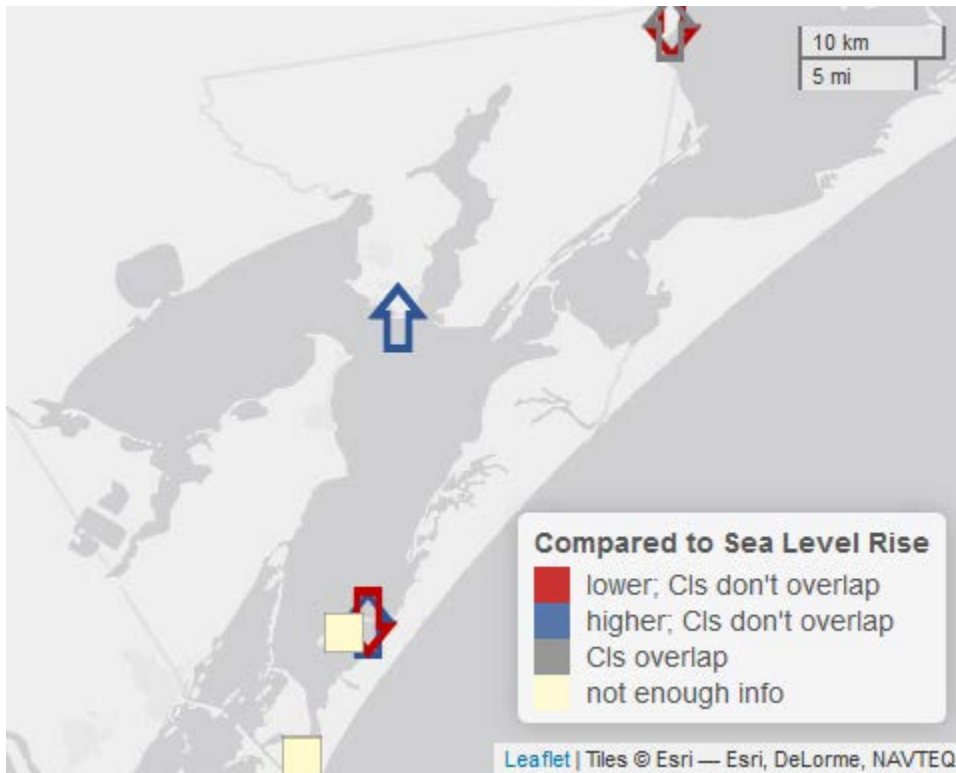 10 km
5 mi
Compared to Sea Level Rise
lower; CIs don't overlap
higher; CIs don't overlap
CIs overlap
not enough info
Leaflet | Tiles © Esri — Esri, DeLorme, NAVTEQ